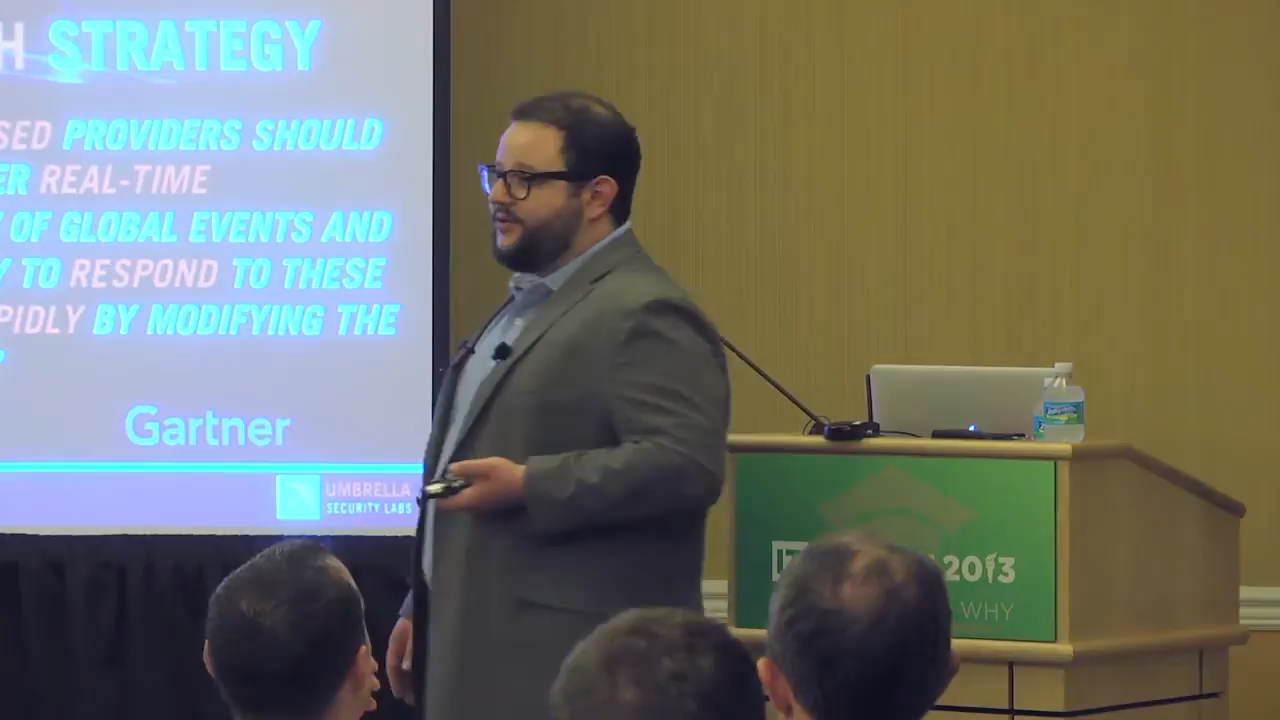 H STRATEGY
SED PROVIDERS SHOULD
ER REAL-TIME
Y OF GLOBAL EVENTS AND
Y TO RESPOND TO THESE
PIDLY BY MODIFYING THE
Gartner
UMBRELLA
SECURITY LABS
2013
WHY